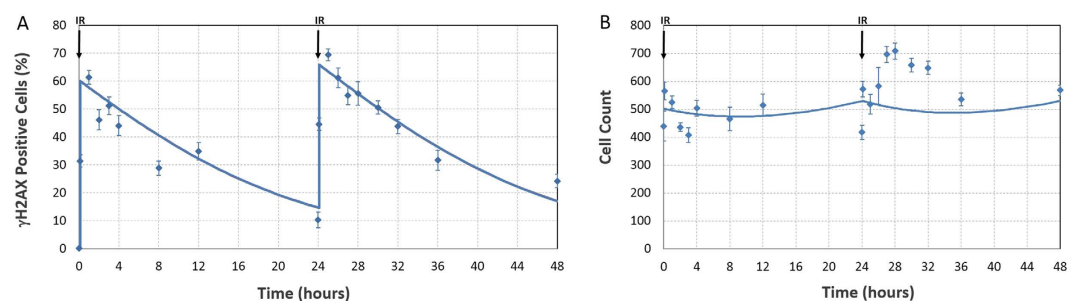 A
IR
IR
γH2AX Positive Cells (%)
80
70
60
50
40
30
20
10
0
0 4 8 12 16 20 24 28 32 36 40 44 48
Time (hours)
B
IR
IR
Cell Count
800
700
600
500
400
300
200
100
0
0 4 8 12 16 20 24 28 32 36 40 44 48
Time (hours)